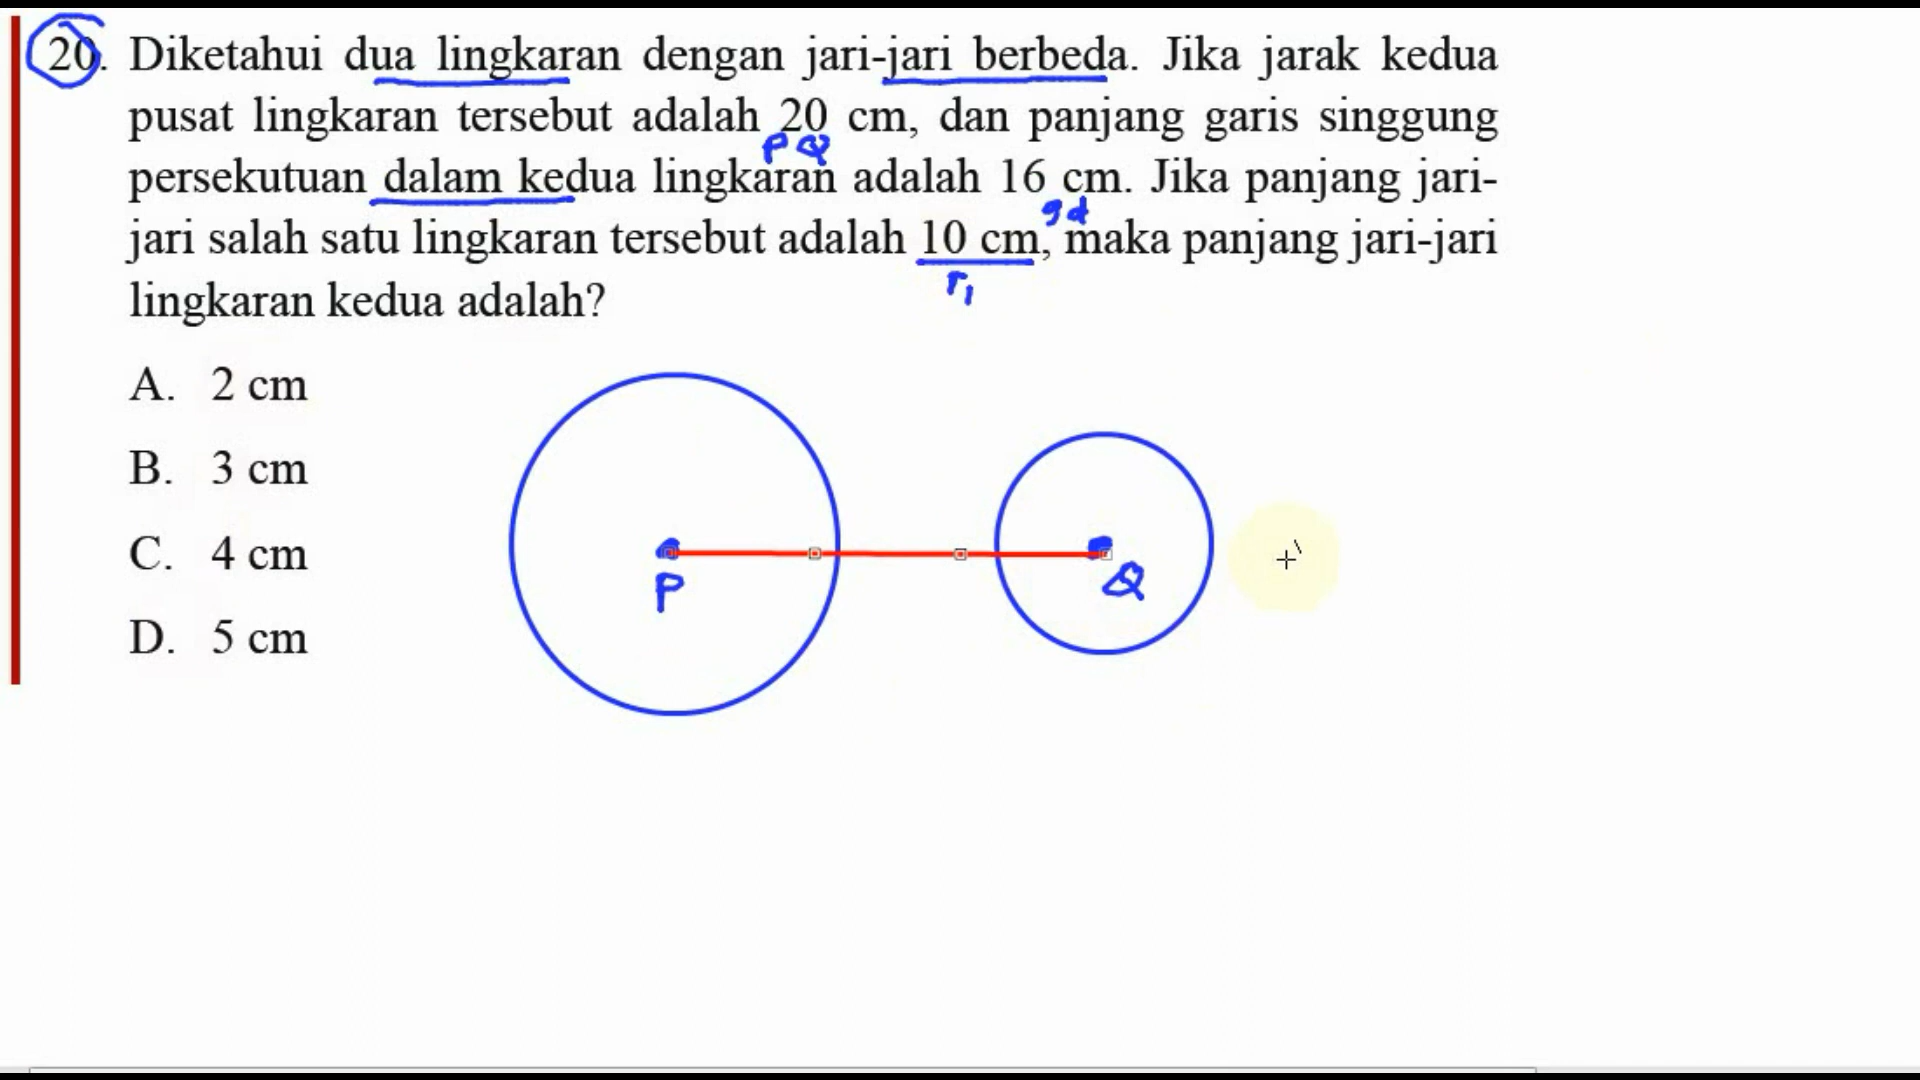 20. Diketahui dua lingkaran dengan jari-jari berbeda. Jika jarak kedua
pusat lingkaran tersebut adalah 20 cm, dan panjang garis singgung
PQ
persekutuan dalam kedua lingkaran adalah 16 cm. Jika panjang jari-
gd
jari salah satu lingkaran tersebut adalah 10 cm, maka panjang jari-jari
r₁
lingkaran kedua adalah?
A. 2 cm
B. 3 cm
C. 4 cm
D. 5 cm
P
Q